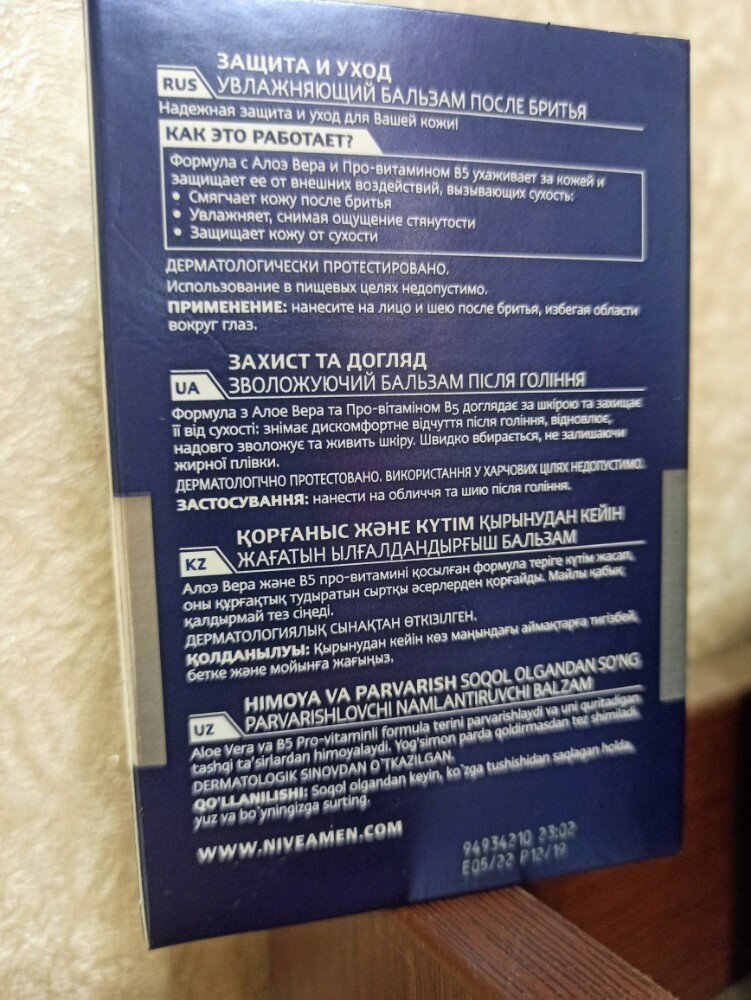 ЗАЩИТА И УХОД
RUS УВЛАЖНЯЮЩИЙ БАЛЬЗАМ ПОСЛЕ БРИТЬЯ
Надежная защита и уход для Вашей кожи!
КАК ЭТО РАБОТАЕТ?
Формула с Алоэ Вера и Про-витамином B5 ухаживает за кожей и
защищает ее от внешних воздействий, вызывающих сухость:
• Смягчает кожу после бритья
• Увлажняет, снимая ощущение стянутости
• Защищает кожу от сухости
ДЕРМАТОЛОГИЧЕСКИ ПРОТЕСТИРОВАНО.
Использование в пищевых целях недопустимо.
ПРИМЕНЕНИЕ: нанесите на лицо и шею после бритья, избегая области
вокруг глаз.
ЗАХИСТ ТА ДОГЛЯД
UA ЗВОЛОЖУЮЧИЙ БАЛЬЗАМ ПІСЛЯ ГОЛІННЯ
Формула з Алое Вера та Про-вітаміном B5 доглядає за шкірою та захищає
її від сухості: знімає дискомфортне відчуття після гоління, відновлює,
надовго зволожує та живить шкіру. Швидко вбирається, не залишаючи
жирної плівки.
ДЕРМАТОЛОГІЧНО ПРОТЕСТОВАНО. ВИКОРИСТАННЯ У ХАРЧОВИХ ЦІЛЯХ НЕДОПУСТИМО.
ЗАСТОСУВАННЯ: нанести на обличчя та шию після гоління.
ҚОРҒАНЫС ЖӘНЕ КҮТІМ ҚЫРЫНУДАН КЕЙІН
KZ ЖАҒАТЫН ЫЛҒАЛДАНДЫРҒЫШ БАЛЬЗАМ
Алоэ Вера және B5 про-витамині қосылған формула теріге күтім жасап,
оны құрғақтық тудыратын сыртқы әсерлерден қорғайды. Майлы қабық
қалдырмай тез сіңеді.
ДЕРМАТОЛОГИЯЛЫҚ СЫНАҚТАН ӨТКІЗІЛГЕН.
ҚОЛДАНЫЛУЫ: Қырынудан кейін көз маңындағы аймақтарға тигізбей,
бетке және мойынға жағыңыз.
HIMOYA VA PARVARISH SOQOL OLGANDAN SO'NG
UZ PARVARISHLOVCHI NAMLANTIRUVCHI BALZAM
Aloe Vera va B5 Pro-vitaminli formula terini parvarishlaydi va uni quritadigan
tashqi ta'sirlardan himoyalaydi. Yog'simon parda qoldirmasdan tez shimiladi.
DERMATOLOGIK SINOVDAN O'TKAZILGAN.
QO'LLANILISHI: Soqol olgandan keyin, ko'zga tushishidan saqlagan holda,
yuz va bo'yningizga surting.
WWW.NIVEAMEN.COM
94934210 23:02
E05/22 P12/19